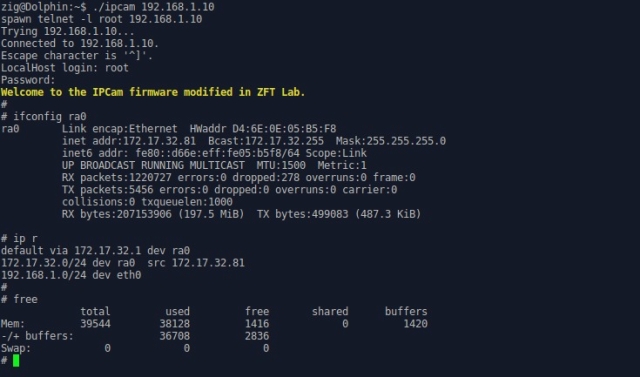 zig@Dolphin:~$ ./ipcam 192.168.1.10
spawn telnet -l root 192.168.1.10
Trying 192.168.1.10...
Connected to 192.168.1.10.
Escape character is '^]'.
LocalHost login: root
Password:
Welcome to the IPCam firmware modified in ZFT Lab.
#
# ifconfig ra0
ra0       Link encap:Ethernet  HWaddr D4:6E:0E:05:B5:F8
          inet addr:172.17.32.81  Bcast:172.17.32.255  Mask:255.255.255.0
          inet6 addr: fe80::d66e:eff:fe05:b5f8/64 Scope:Link
          UP BROADCAST RUNNING MULTICAST  MTU:1500  Metric:1
          RX packets:1220727 errors:0 dropped:278 overruns:0 frame:0
          TX packets:5456 errors:0 dropped:0 overruns:0 carrier:0
          collisions:0 txqueuelen:1000
          RX bytes:207153906 (197.5 MiB)  TX bytes:499083 (487.3 KiB)
# ip r
default via 172.17.32.1 dev ra0
172.17.32.0/24 dev ra0  src 172.17.32.81
192.168.1.0/24 dev eth0
#
# free
             total         used         free       shared      buffers
Mem:         39544        38128         1416            0         1420
-/+ buffers:              36708         2836
Swap:            0            0            0
#